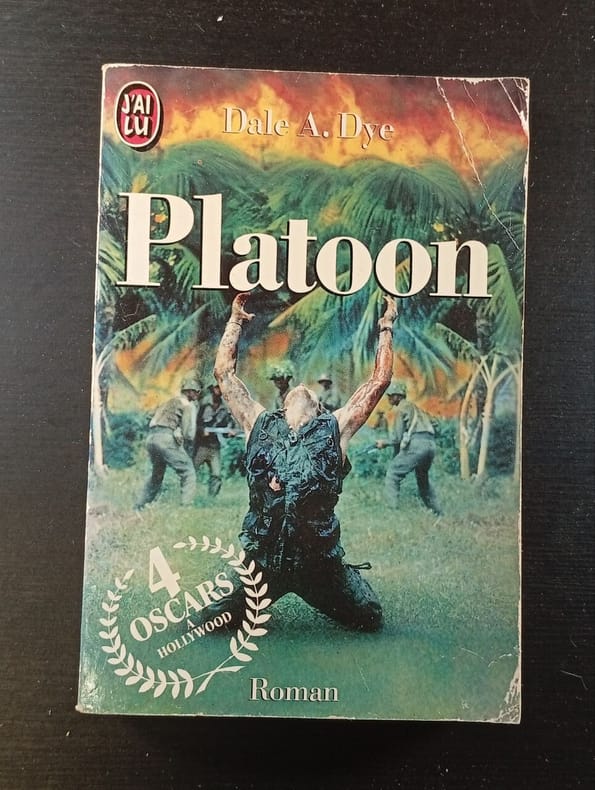 J'AI
LU
Dale A. Dye
Platoon
4
OSCARS
A
HOLLYWOOD
Roman